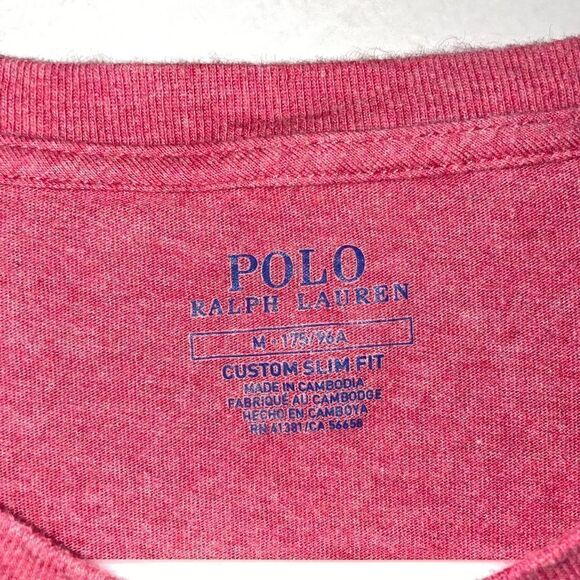 POLO
RALPH LAUREN
M - 175/96A
CUSTOM SLIM FIT
MADE IN CAMBODIA
FABRIQUÉ AU CAMBODGE
HECHO EN CAMBOYA
RN 41381/CA 56658